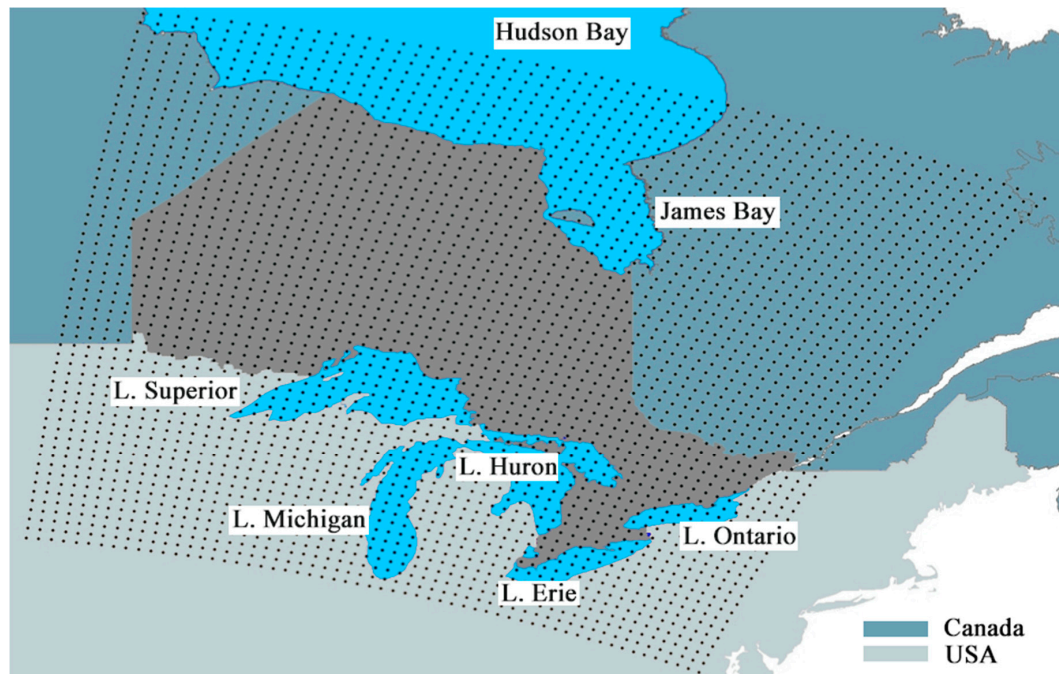 Hudson Bay
James Bay
L. Superior
L. Huron
L. Michigan
L. Ontario
L. Erie
Canada
USA